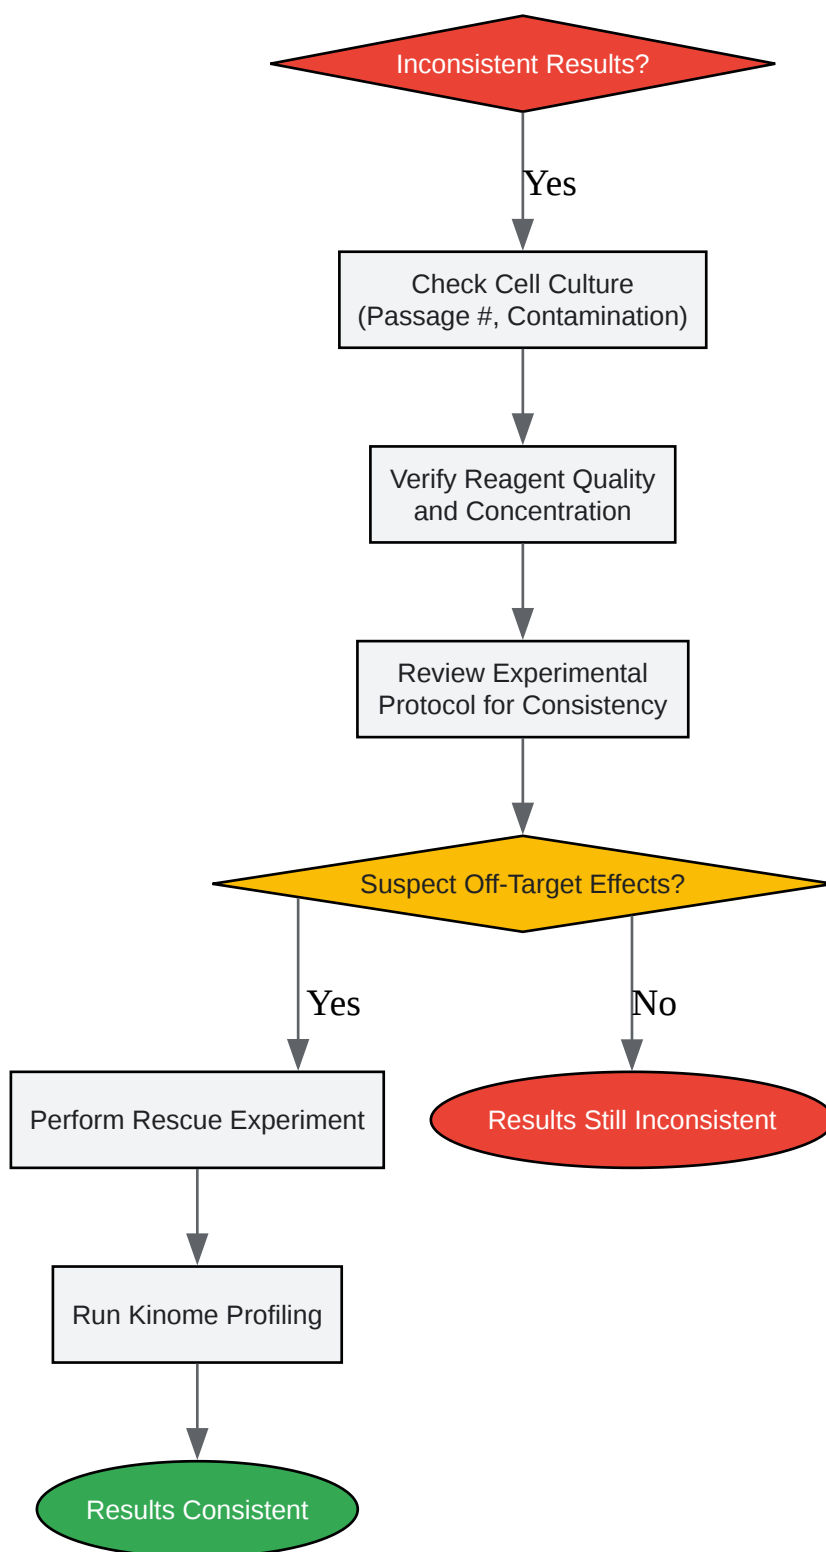 Inconsistent Results?
Yes
Check Cell Culture
(Passage #, Contamination)
Verify Reagent Quality
and Concentration
Review Experimental
Protocol for Consistency
Suspect Off-Target Effects?
Yes
No
Perform Rescue Experiment
Results Still Inconsistent
Run Kinome Profiling
Results Consistent